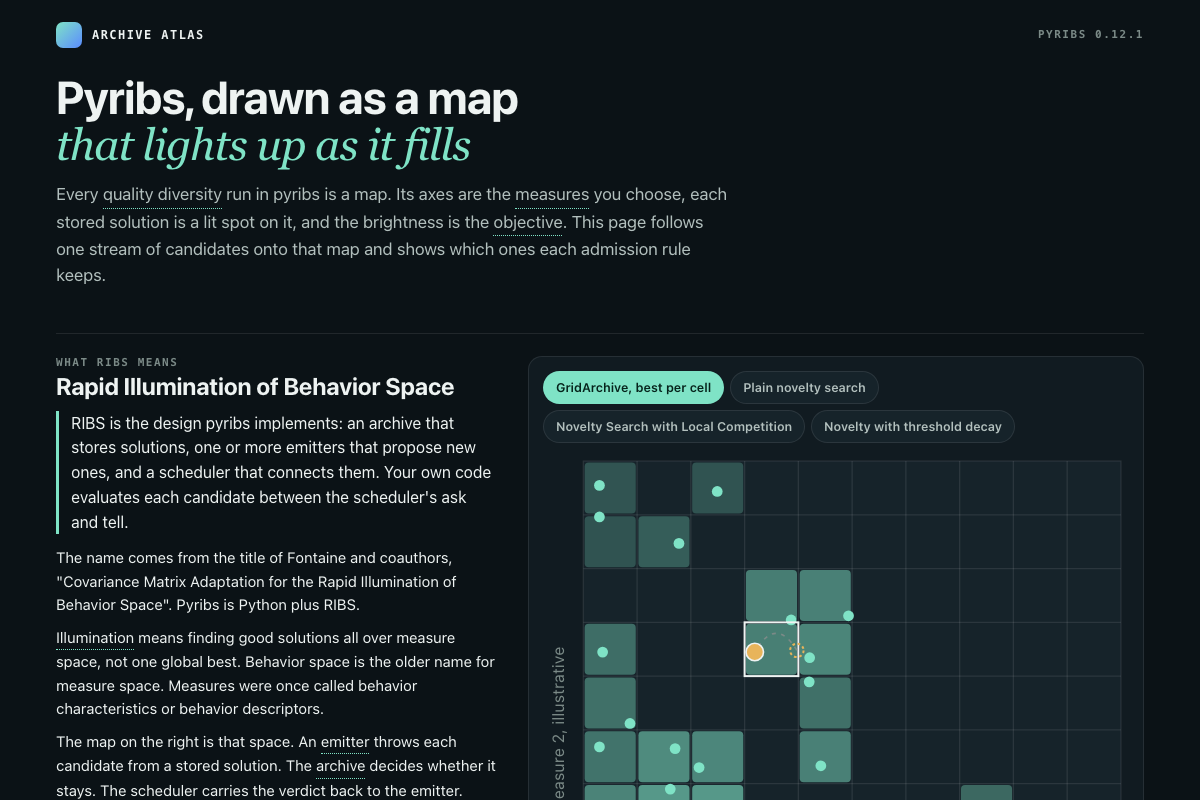 ARCHIVE ATLAS
PYRIBS 0.12.1
Pyribs, drawn as a map
that lights up as it fills
Every quality diversity run in pyribs is a map. Its axes are the measures you choose, each
stored solution is a lit spot on it, and the brightness is the objective. This page follows
one stream of candidates onto that map and shows which ones each admission rule
keeps.
WHAT RIBS MEANS
Rapid Illumination of Behavior Space
RIBS is the design pyribs implements: an archive that
stores solutions, one or more emitters that propose new
ones, and a scheduler that connects them. Your own code
evaluates each candidate between the scheduler's ask
and tell.
The name comes from the title of Fontaine and coauthors,
"Covariance Matrix Adaptation for the Rapid Illumination of
Behavior Space". Pyribs is Python plus RIBS.
Illumination means finding good solutions all over measure
space, not one global best. Behavior space is the older name for
measure space. Measures were once called behavior
characteristics or behavior descriptors.
The map on the right is that space. An emitter throws each
candidate from a stored solution. The archive decides whether it
stays. The scheduler carries the verdict back to the emitter.
GridArchive, best per cell
Plain novelty search
Novelty Search with Local Competition
Novelty with threshold decay
easure 2, illustrative